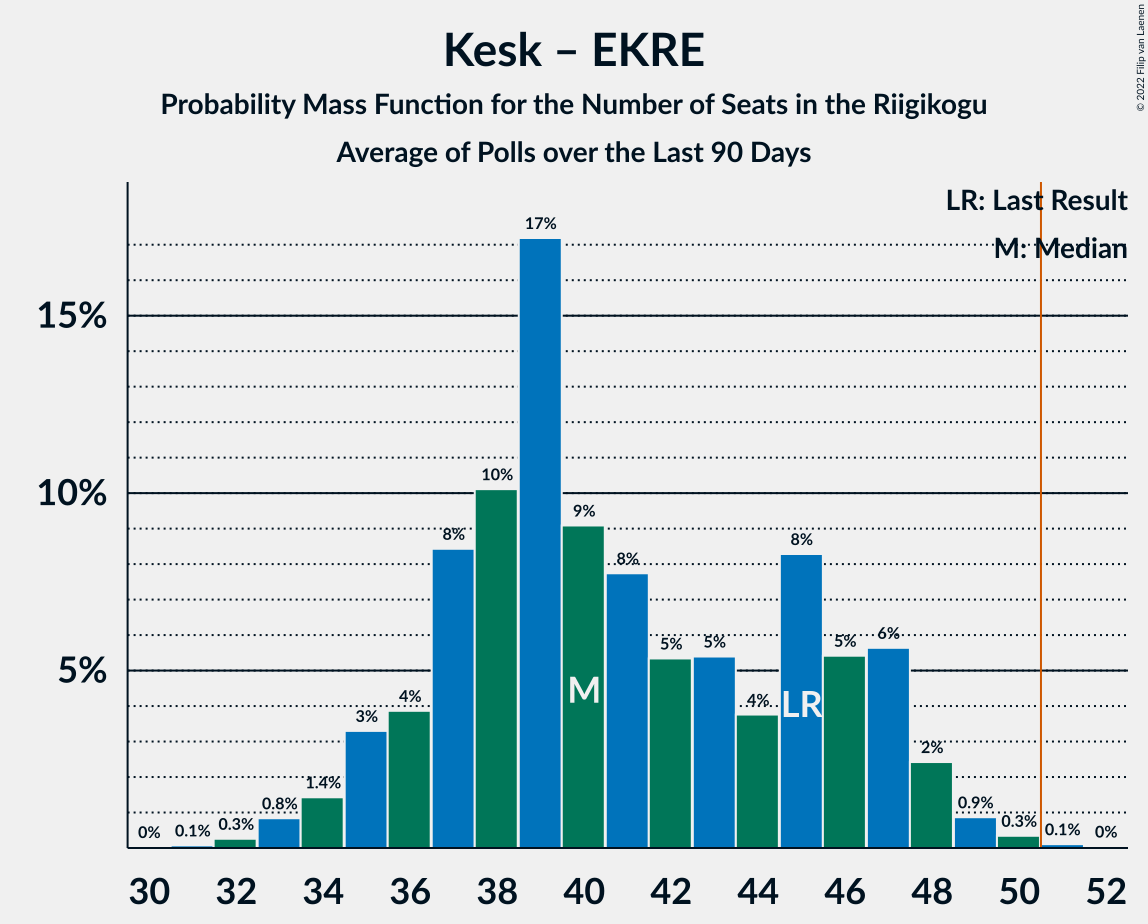 Kesk – EKRE
Probability Mass Function for the Number of Seats in the Riigikogu
Average of Polls over the Last 90 Days
© 2022 Filip van Laenen
LR: Last Result
M: Median
15%
10%
5%
0%
0.1%
0.3%
0.8%
1.4%
3%
4%
8%
10%
17%
9%
8%
5%
5%
4%
8%
5%
6%
2%
0.9%
0.3%
0.1%
0%
M
LR
30 32 34 36 38 40 42 44 46 48 50 52